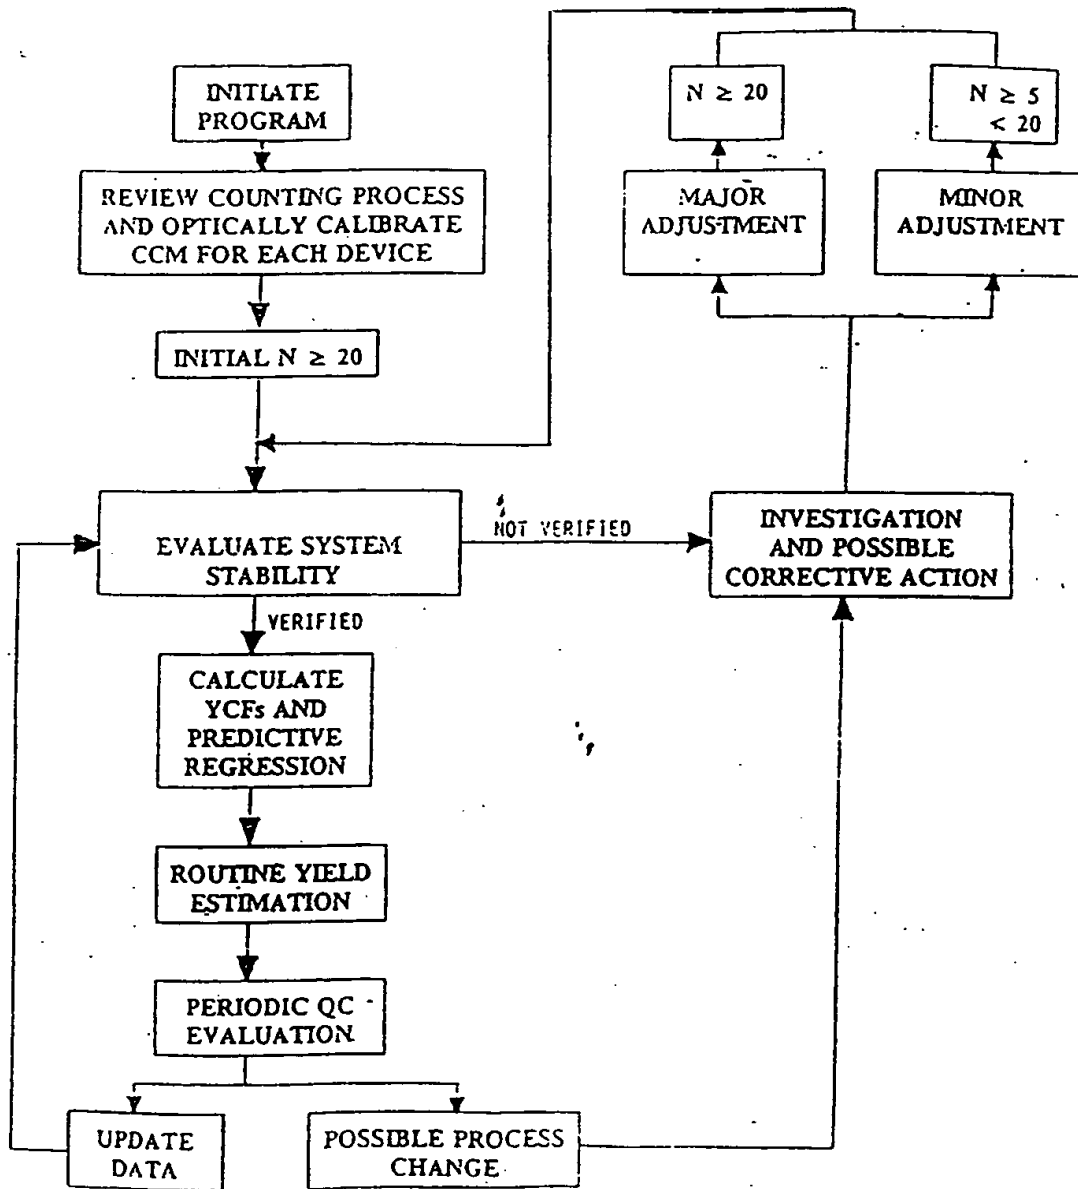 INITIATE
PROGRAM
REVIEW COUNTING PROCESS
AND OPTICALLY CALIBRATE
CCM FOR EACH DEVICE
INITIAL N ≥ 20
EVALUATE SYSTEM
STABILITY
VERIFIED
NOT VERIFIED
CALCULATE
YCFs AND
PREDICTIVE
REGRESSION
ROUTINE YIELD
ESTIMATION
PERIODIC QC
EVALUATION
UPDATE
DATA
POSSIBLE PROCESS
CHANGE
INVESTIGATION
AND POSSIBLE
CORRECTIVE ACTION
MAJOR
ADJUSTMENT
MINOR
ADJUSTMENT
N ≥ 20
N ≥ 5
< 20